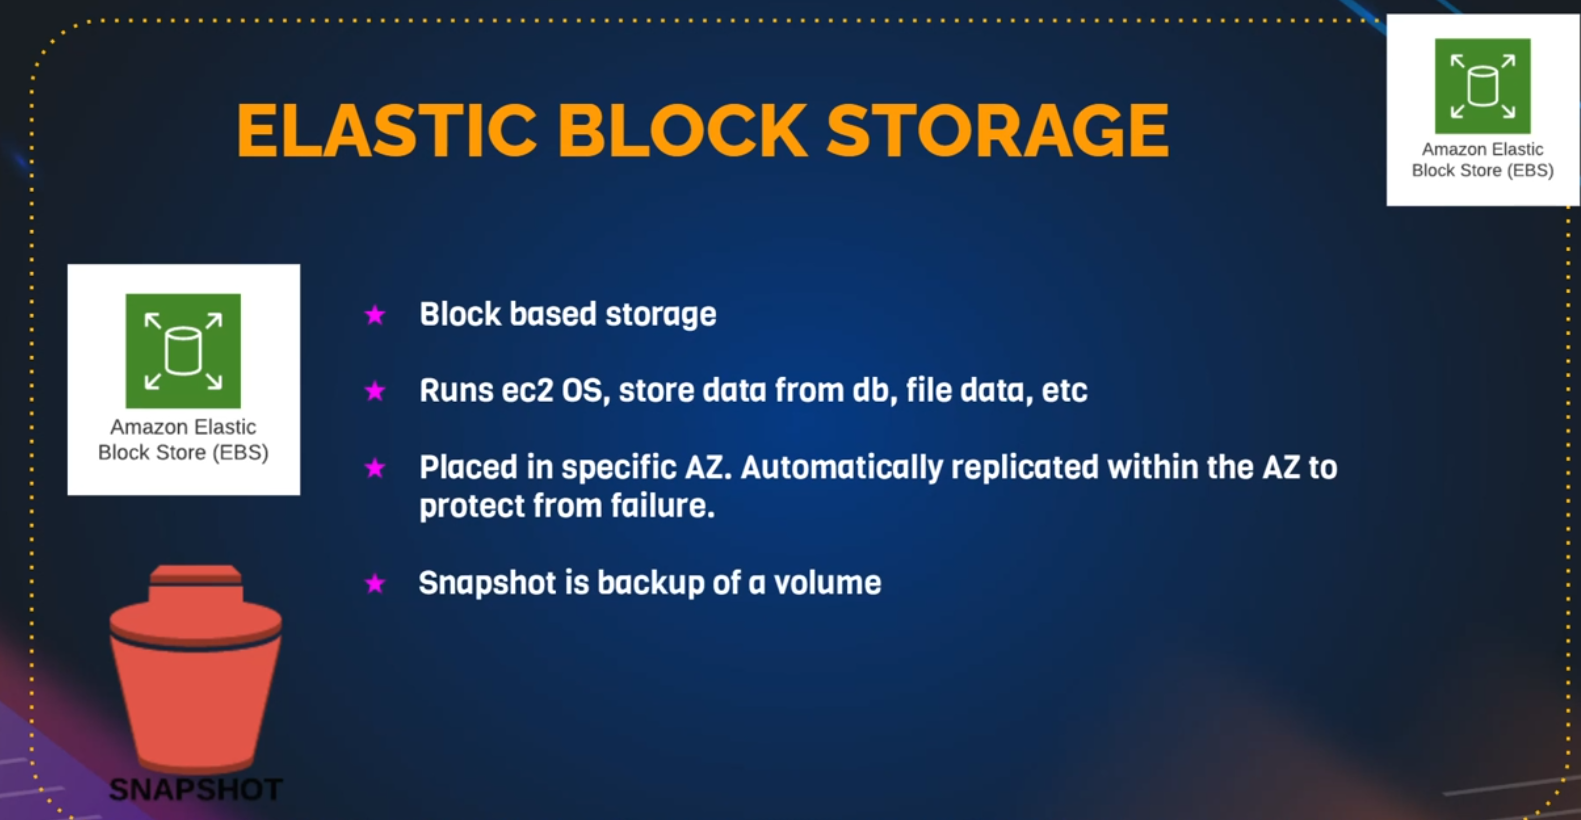 ELASTIC BLOCK STORAGE
Amazon Elastic
Block Store (EBS)
Amazon Elastic
Block Store (EBS)
Block based storage
Runs ec2 OS, store data from db, file data, etc
Placed in specific AZ. Automatically replicated within the AZ to
protect from failure.
Snapshot is backup of a volume
SNAPSHOT